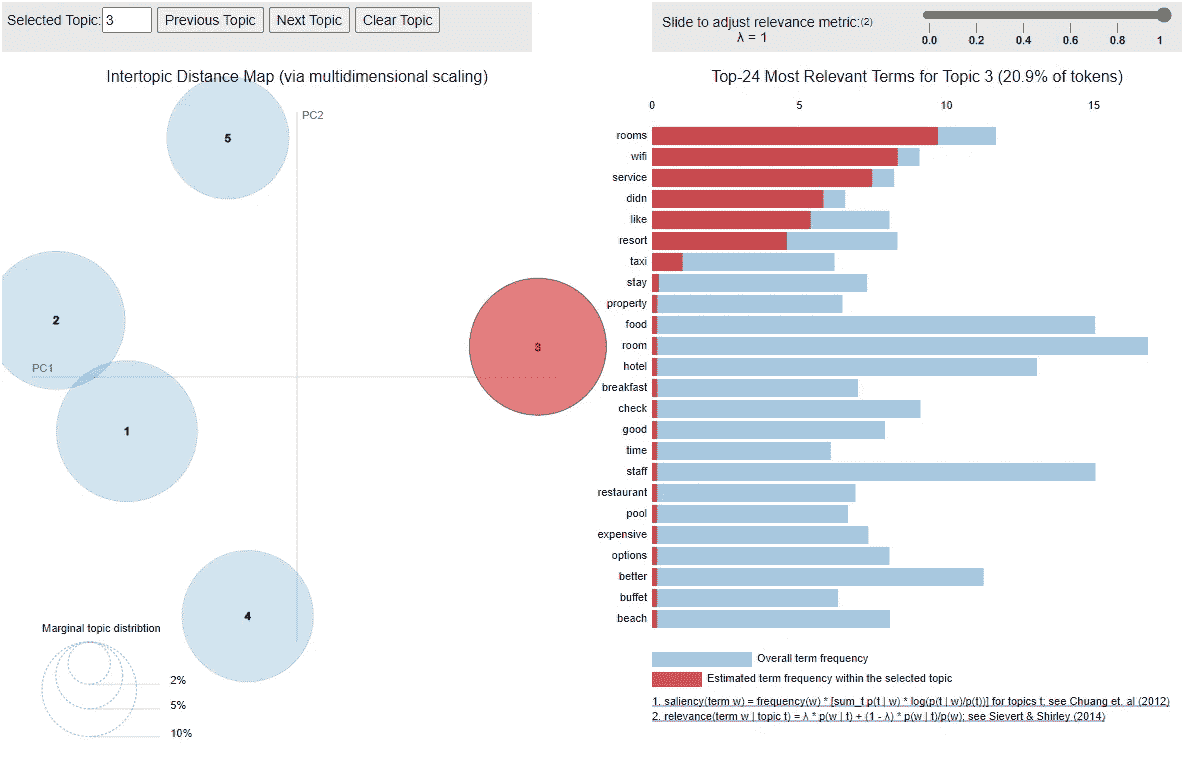 Selected Topic: 3 Previous Topic Next Topic Clear Topic
Slide to adjust relevance metric:(2)
λ = 1
0.0 0.2 0.4 0.6 0.8 1
Intertopic Distance Map (via multidimensional scaling)
PC2
5
2
3
PC1
1
4
Marginal topic distribtion
2%
5%
10%
Top-24 Most Relevant Terms for Topic 3 (20.9% of tokens)
0 5 10 15
rooms
wifi
service
didn
like
resort
taxi
stay
property
food
room
hotel
breakfast
check
good
time
staff
restaurant
pool
expensive
options
better
buffet
beach
Overall term frequency
Estimated term frequency within the selected topic
1. saliency(term w) = frequency(w) * [sum_t p(t | w) * log(p(t | w)/p(t))] for topics t; see Chuang et. al (2012)
2. relevance(term w | topic t) = λ * p(w | t) + (1 - λ) * p(w | t)/p(w); see Sievert & Shirley (2014)